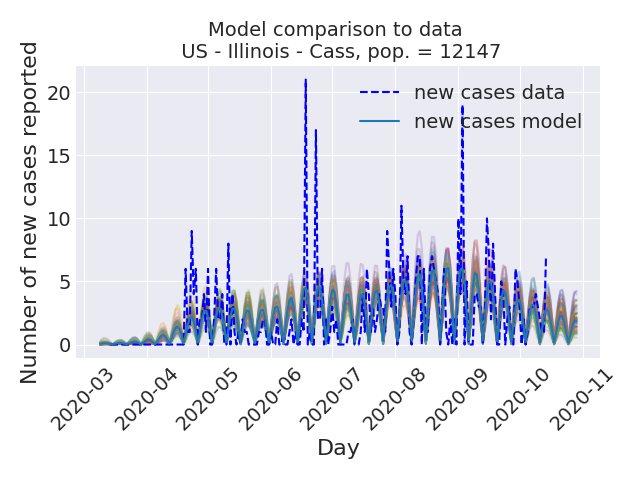 Model comparison to data
US - Illinois - Cass, pop. = 12147
Number of new cases reported
20
15
10
5
0
new cases data
new cases model
2020-03
2020-04
2020-05
2020-06
2020-07
2020-08
2020-09
2020-10
2020-11
Day